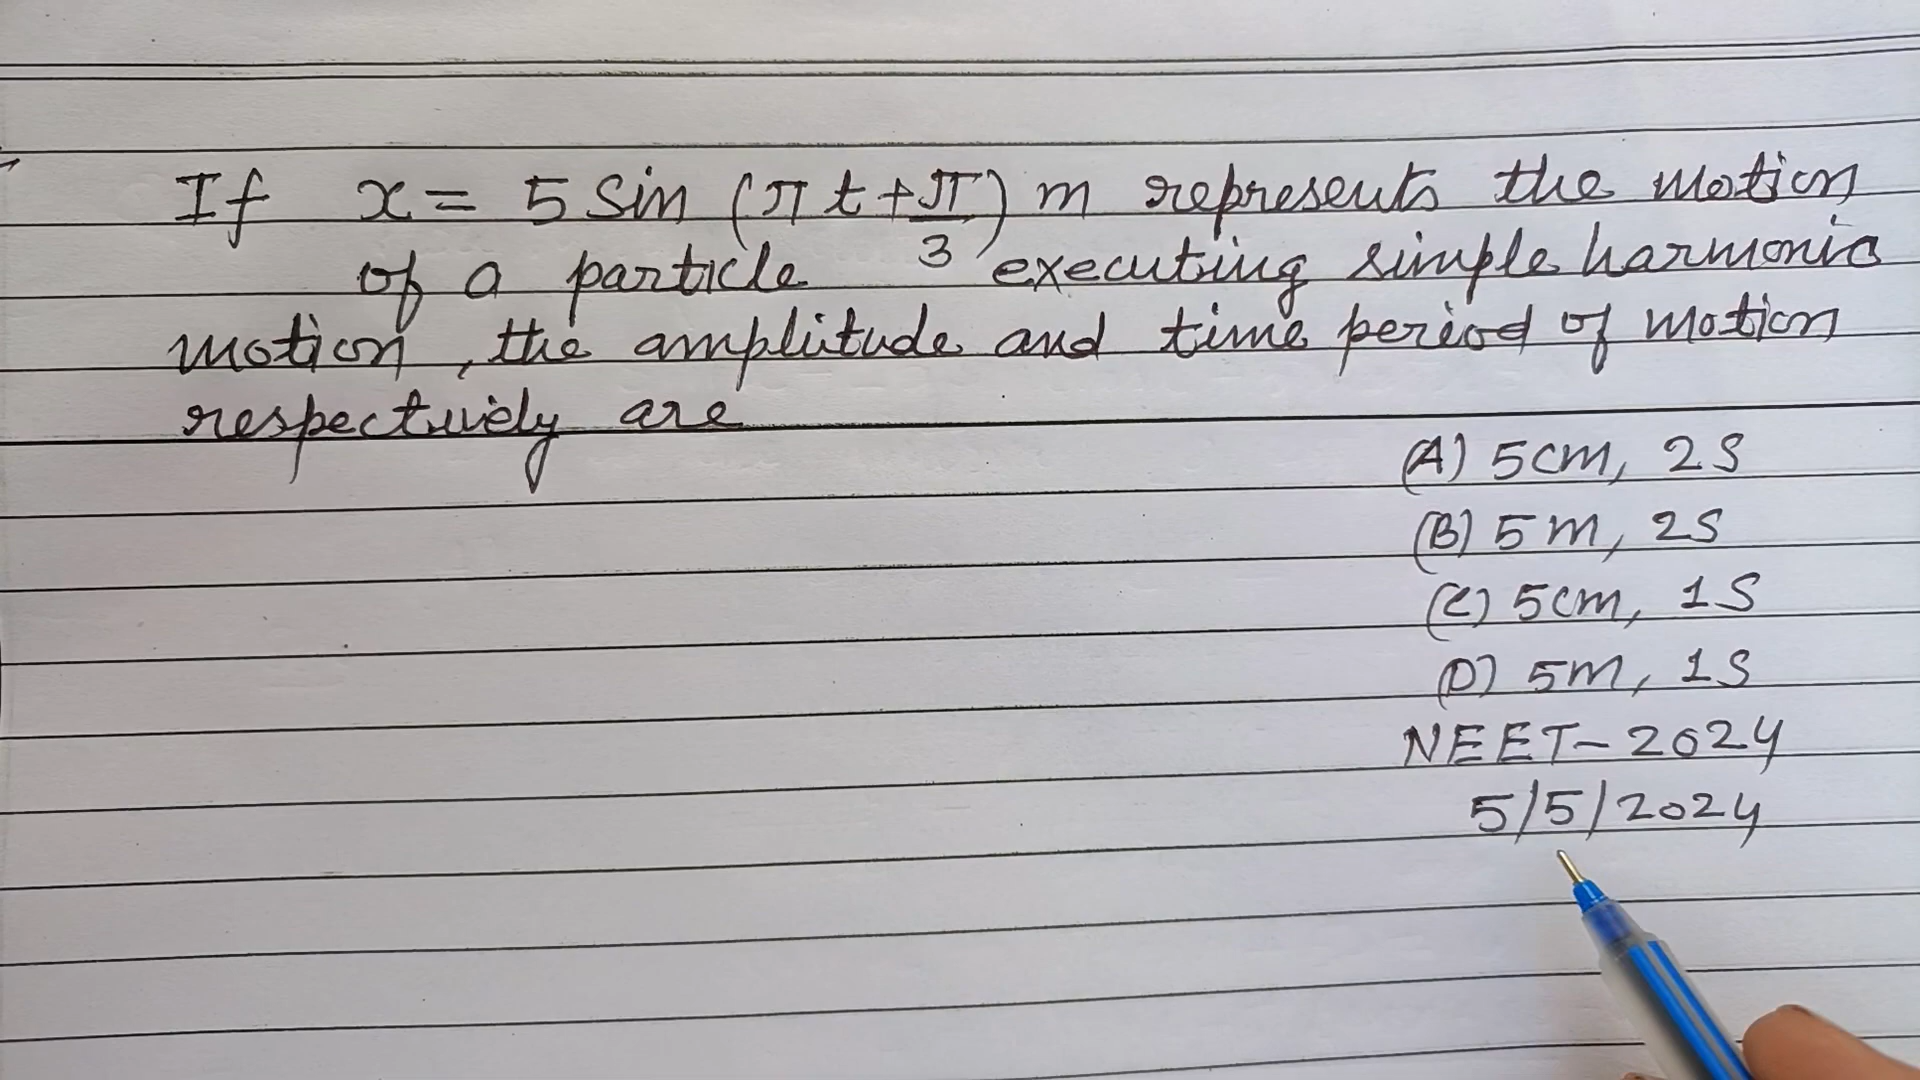 If x = 5 sin (πt + π/3) m represents the motion
of a particle executing simple harmonic
motion, the amplitude and time period of motion
respectively are
(A) 5cm, 2S
(B) 5m, 2S
(C) 5cm, 1S
(D) 5m, 1S
NEET-2024
5/5/2024